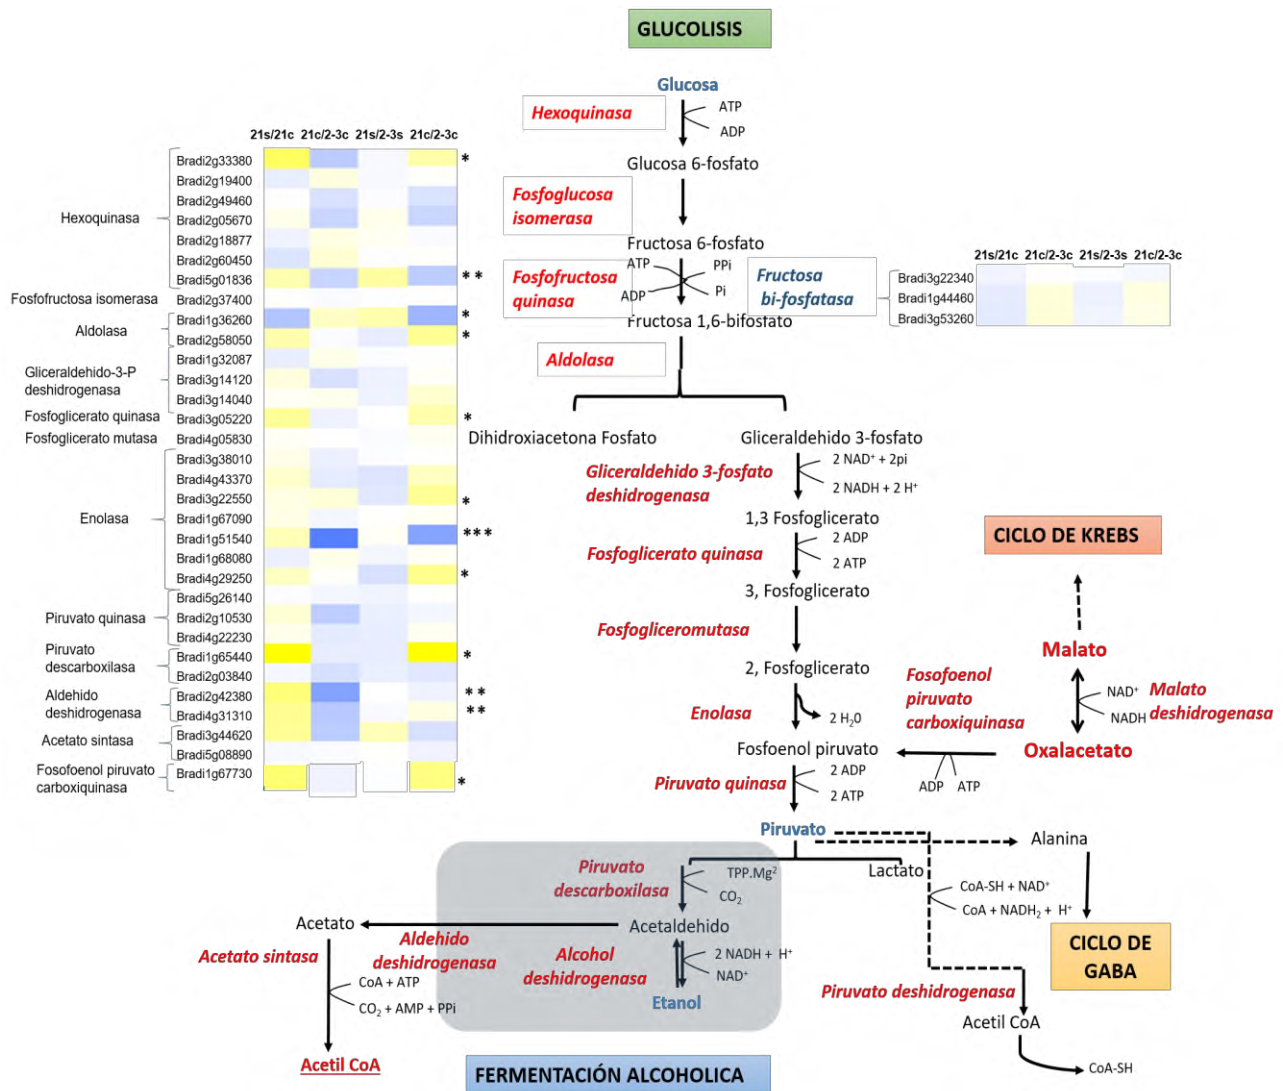 GLUCOLISIS
Glucosa
Hexoquinasa
ATP
ADP
Glucosa 6-fosfato
Fosfoglucosa
isomerasa
Fructosa 6-fosfato
ATP
PPi
ADP
Pi
Fosfofructosa
quinasa
Fructosa
bi-fosfatasa
Fructosa 1,6-bifosfato
Aldolasa
Dihidroxiacetona Fosfato
Gliceraldehido 3-fosfato
Gliceraldehido 3-fosfato
deshidrogenasa
2 NAD⁺ + 2pi
2 NADH + 2 H⁺
1,3 Fosfoglicerato
Fosfoglicerato quinasa
2 ADP
2 ATP
3, Fosfoglicerato
Fosfogliceromutasa
2, Fosfoglicerato
Enolasa
2 H₂0
Fosfoenol piruvato
Piruvato quinasa
2 ADP
2 ATP
Piruvato
CICLO DE KREBS
Malato
NAD⁺
NADH
Malato
deshidrogenasa
Oxalacetato
Fosofoenol
piruvato
carboxiquinasa
ADP
ATP
Alanina
Lactato
CoA-SH + NAD⁺
CoA + NADH₂ + H⁺
CICLO DE
GABA
Piruvato deshidrogenasa
Acetil CoA
CoA-SH
Piruvato
descarboxilasa
TPP.Mg²
CO₂
Acetaldehido
Alcohol
deshidrogenasa
2 NADH + H⁺
NAD⁺
Etanol
Aldehido
deshidrogenasa
Acetato
Acetato sintasa
CoA + ATP
CO₂ + AMP + PPi
Acetil CoA
FERMENTACIÓN ALCOHOLICA
21s/21c 21c/2-3c 21s/2-3s 21c/2-3c
Hexoquinasa
Bradi2g33380 *
Bradi2g19400
Bradi2g49460
Bradi2g05670
Bradi2g18877
Bradi2g60450
Bradi5g01836 **
Fosfofructosa isomerasa
Bradi2g37400
Aldolasa
Bradi1g36260 *
Bradi2g58050 *
Gliceraldehido-3-P
deshidrogenasa
Bradi1g32087
Bradi3g14120
Bradi3g14040
Fosfoglicerato quinasa
Bradi3g05220 *
Fosfoglicerato mutasa
Bradi4g05830
Enolasa
Bradi3g38010
Bradi4g43370
Bradi3g22550 *
Bradi1g67090
Bradi1g51540 ***
Bradi1g68080
Bradi4g29250 *
Piruvato quinasa
Bradi5g26140
Bradi2g10530
Bradi4g22230
Piruvato
descarboxilasa
Bradi1g65440 *
Bradi2g03840
Aldehido
deshidrogenasa
Bradi2g42380 **
Bradi4g31310 **
Acetato sintasa
Bradi3g44620
Bradi5g08890
Fosofoenol piruvato
carboxiquinasa
Bradi1g67730 *
21s/21c 21c/2-3c 21s/2-3s 21c/2-3c
Bradi3g22340
Bradi1g44460
Bradi3g53260